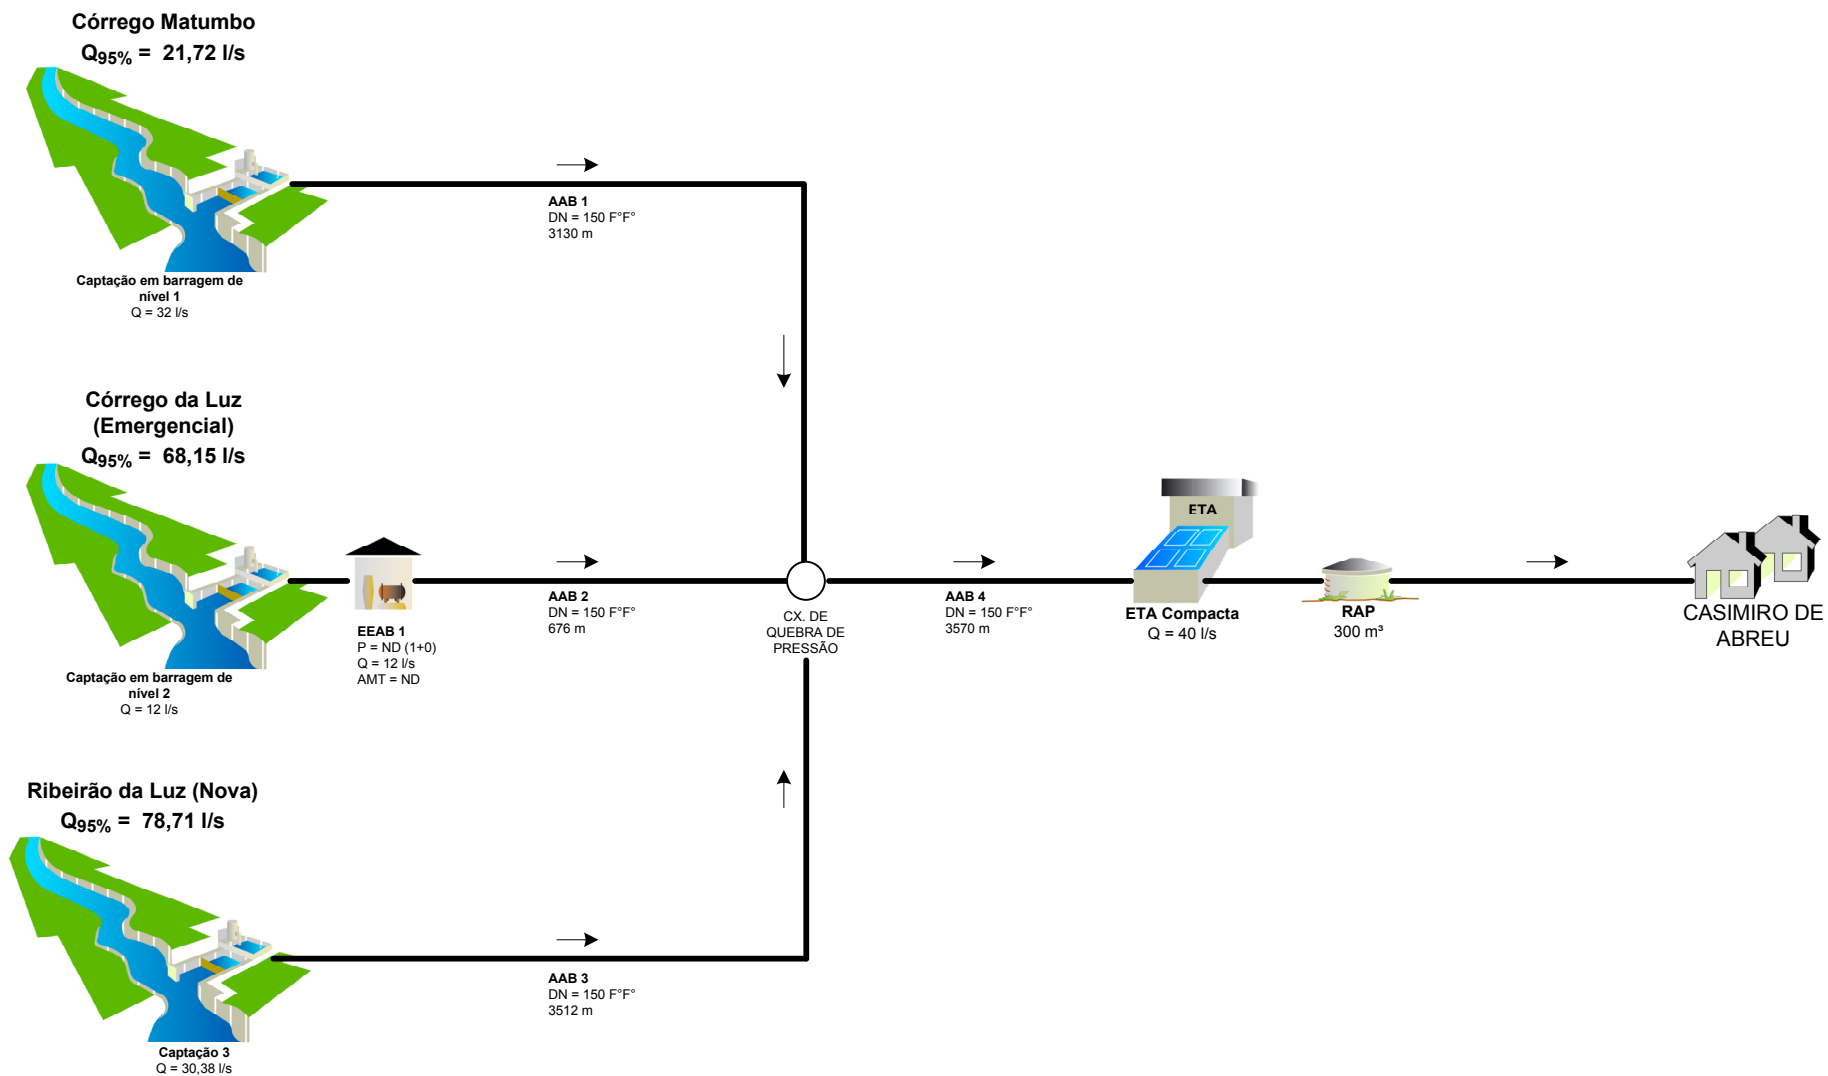 Córrego Matumbo
Q95% = 21,72 l/s
Captação em barragem de
nível 1
Q = 32 l/s
AAB 1
DN = 150 F°F°
3130 m
Córrego da Luz
(Emergencial)
Q95% = 68,15 l/s
Captação em barragem de
nível 2
Q = 12 l/s
EEAB 1
P = ND (1+0)
Q = 12 l/s
AMT = ND
AAB 2
DN = 150 F°F°
676 m
CX. DE
QUEBRA DE
PRESSÃO
AAB 4
DN = 150 F°F°
3570 m
ETA
ETA Compacta
Q = 40 l/s
RAP
300 m³
CASIMIRO DE
ABREU
Ribeirão da Luz (Nova)
Q95% = 78,71 l/s
Captação 3
Q = 30,38 l/s
AAB 3
DN = 150 F°F°
3512 m